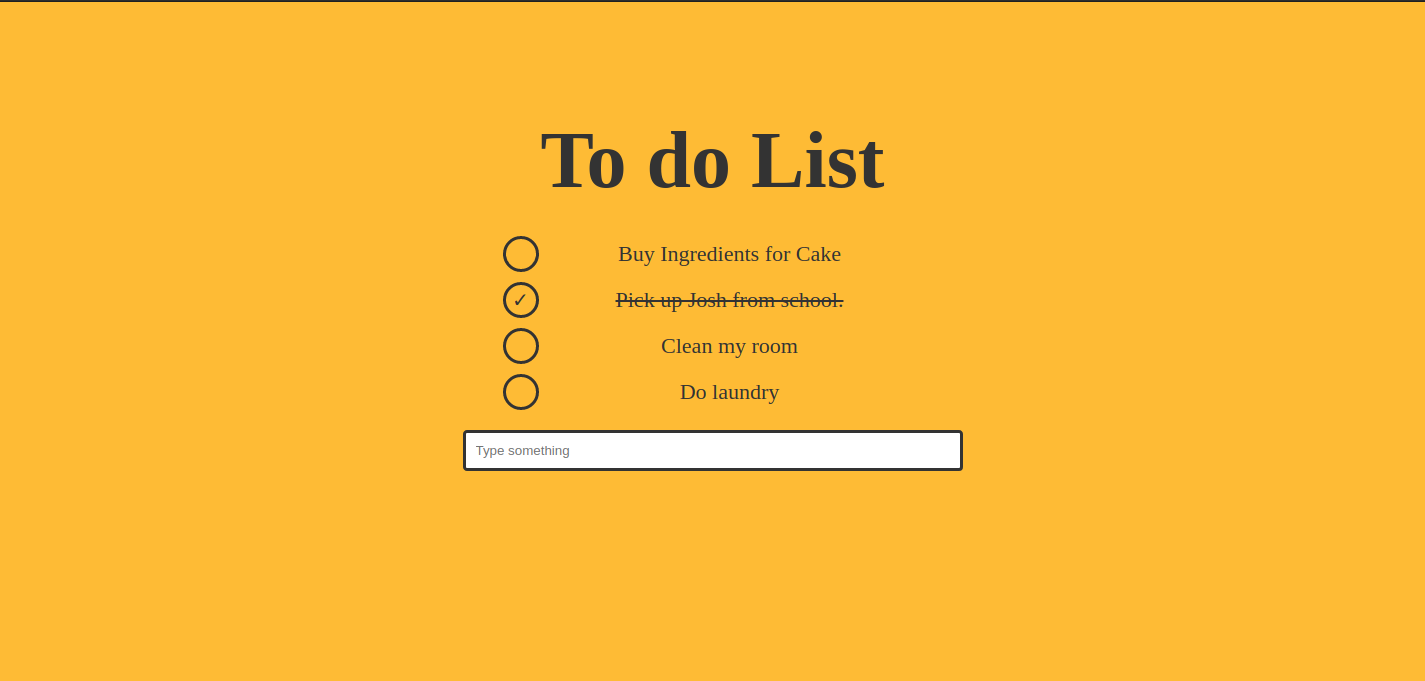 To do List
Buy Ingredients for Cake
✓ Pick up Josh from school.
Clean my room
Do laundry
Type something